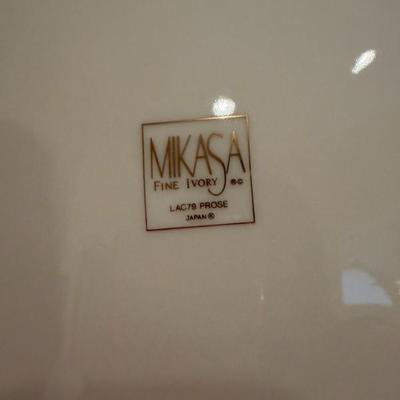 MIKASA
FINE IVORY ®©
LAC79 PROSE
JAPAN Ⓚ